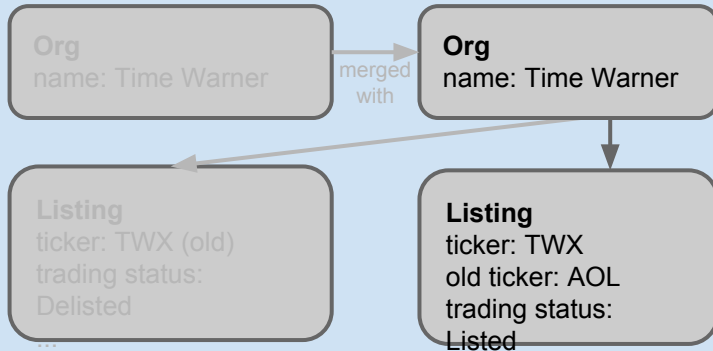 Org
name: Time Warner
merged
with
Org
name: Time Warner
Listing
ticker: TWX (old)
trading status:
Delisted
...
Listing
ticker: TWX
old ticker: AOL
trading status:
Listed